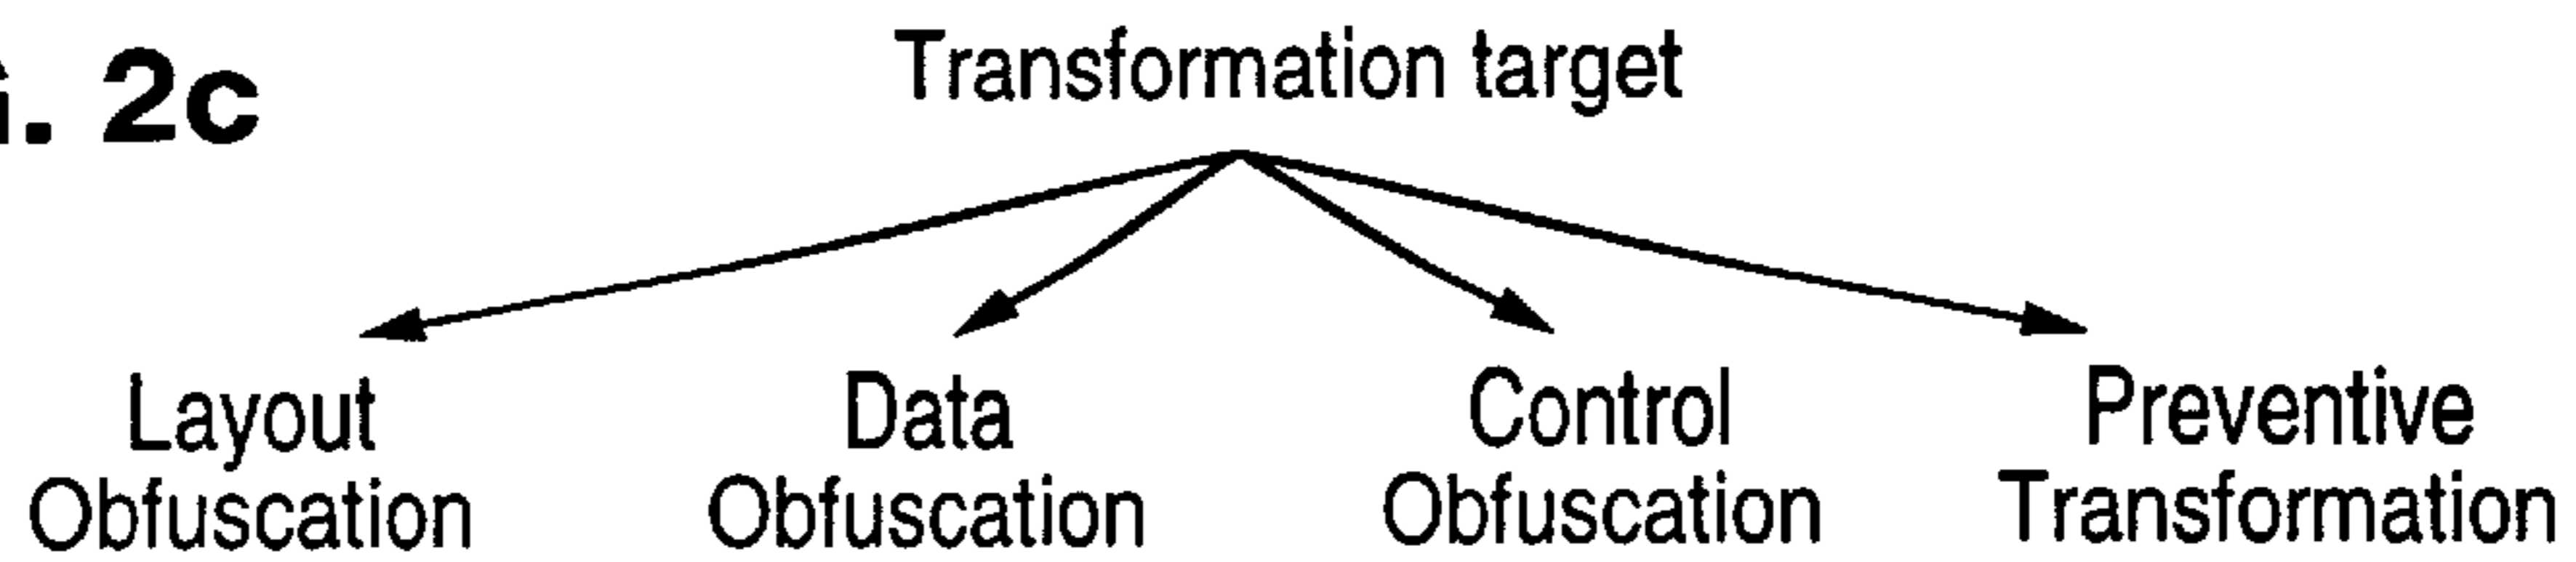 . 2c
Transformation target
Layout
Obfuscation
Data
Obfuscation
Control
Obfuscation
Preventive
Transformation